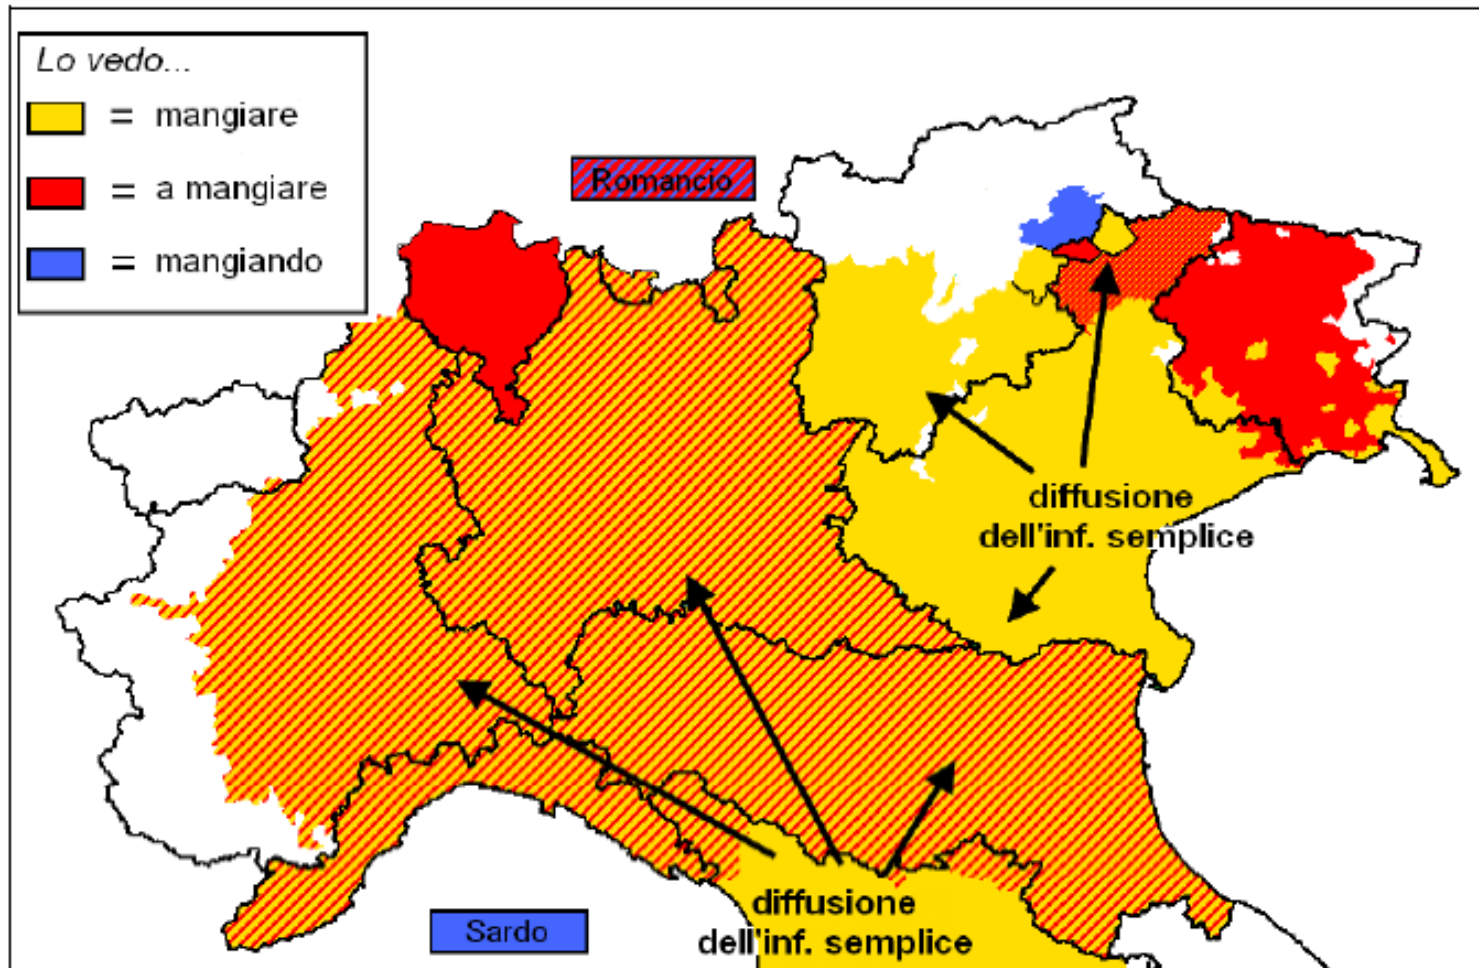 Lo vedo...
= mangiare
= a mangiare
= mangiando
Romancio
diffusione
dell'inf. semplice
diffusione
dell'inf. semplice
Sardo